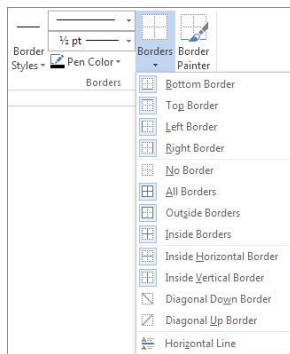 ½ pt
Border Styles
Pen Color
Borders
Border Painter
Borders
Bottom Border
Top Border
Left Border
Right Border
No Border
All Borders
Outside Borders
Inside Borders
Inside Horizontal Border
Inside Vertical Border
Diagonal Down Border
Diagonal Up Border
Horizontal Line